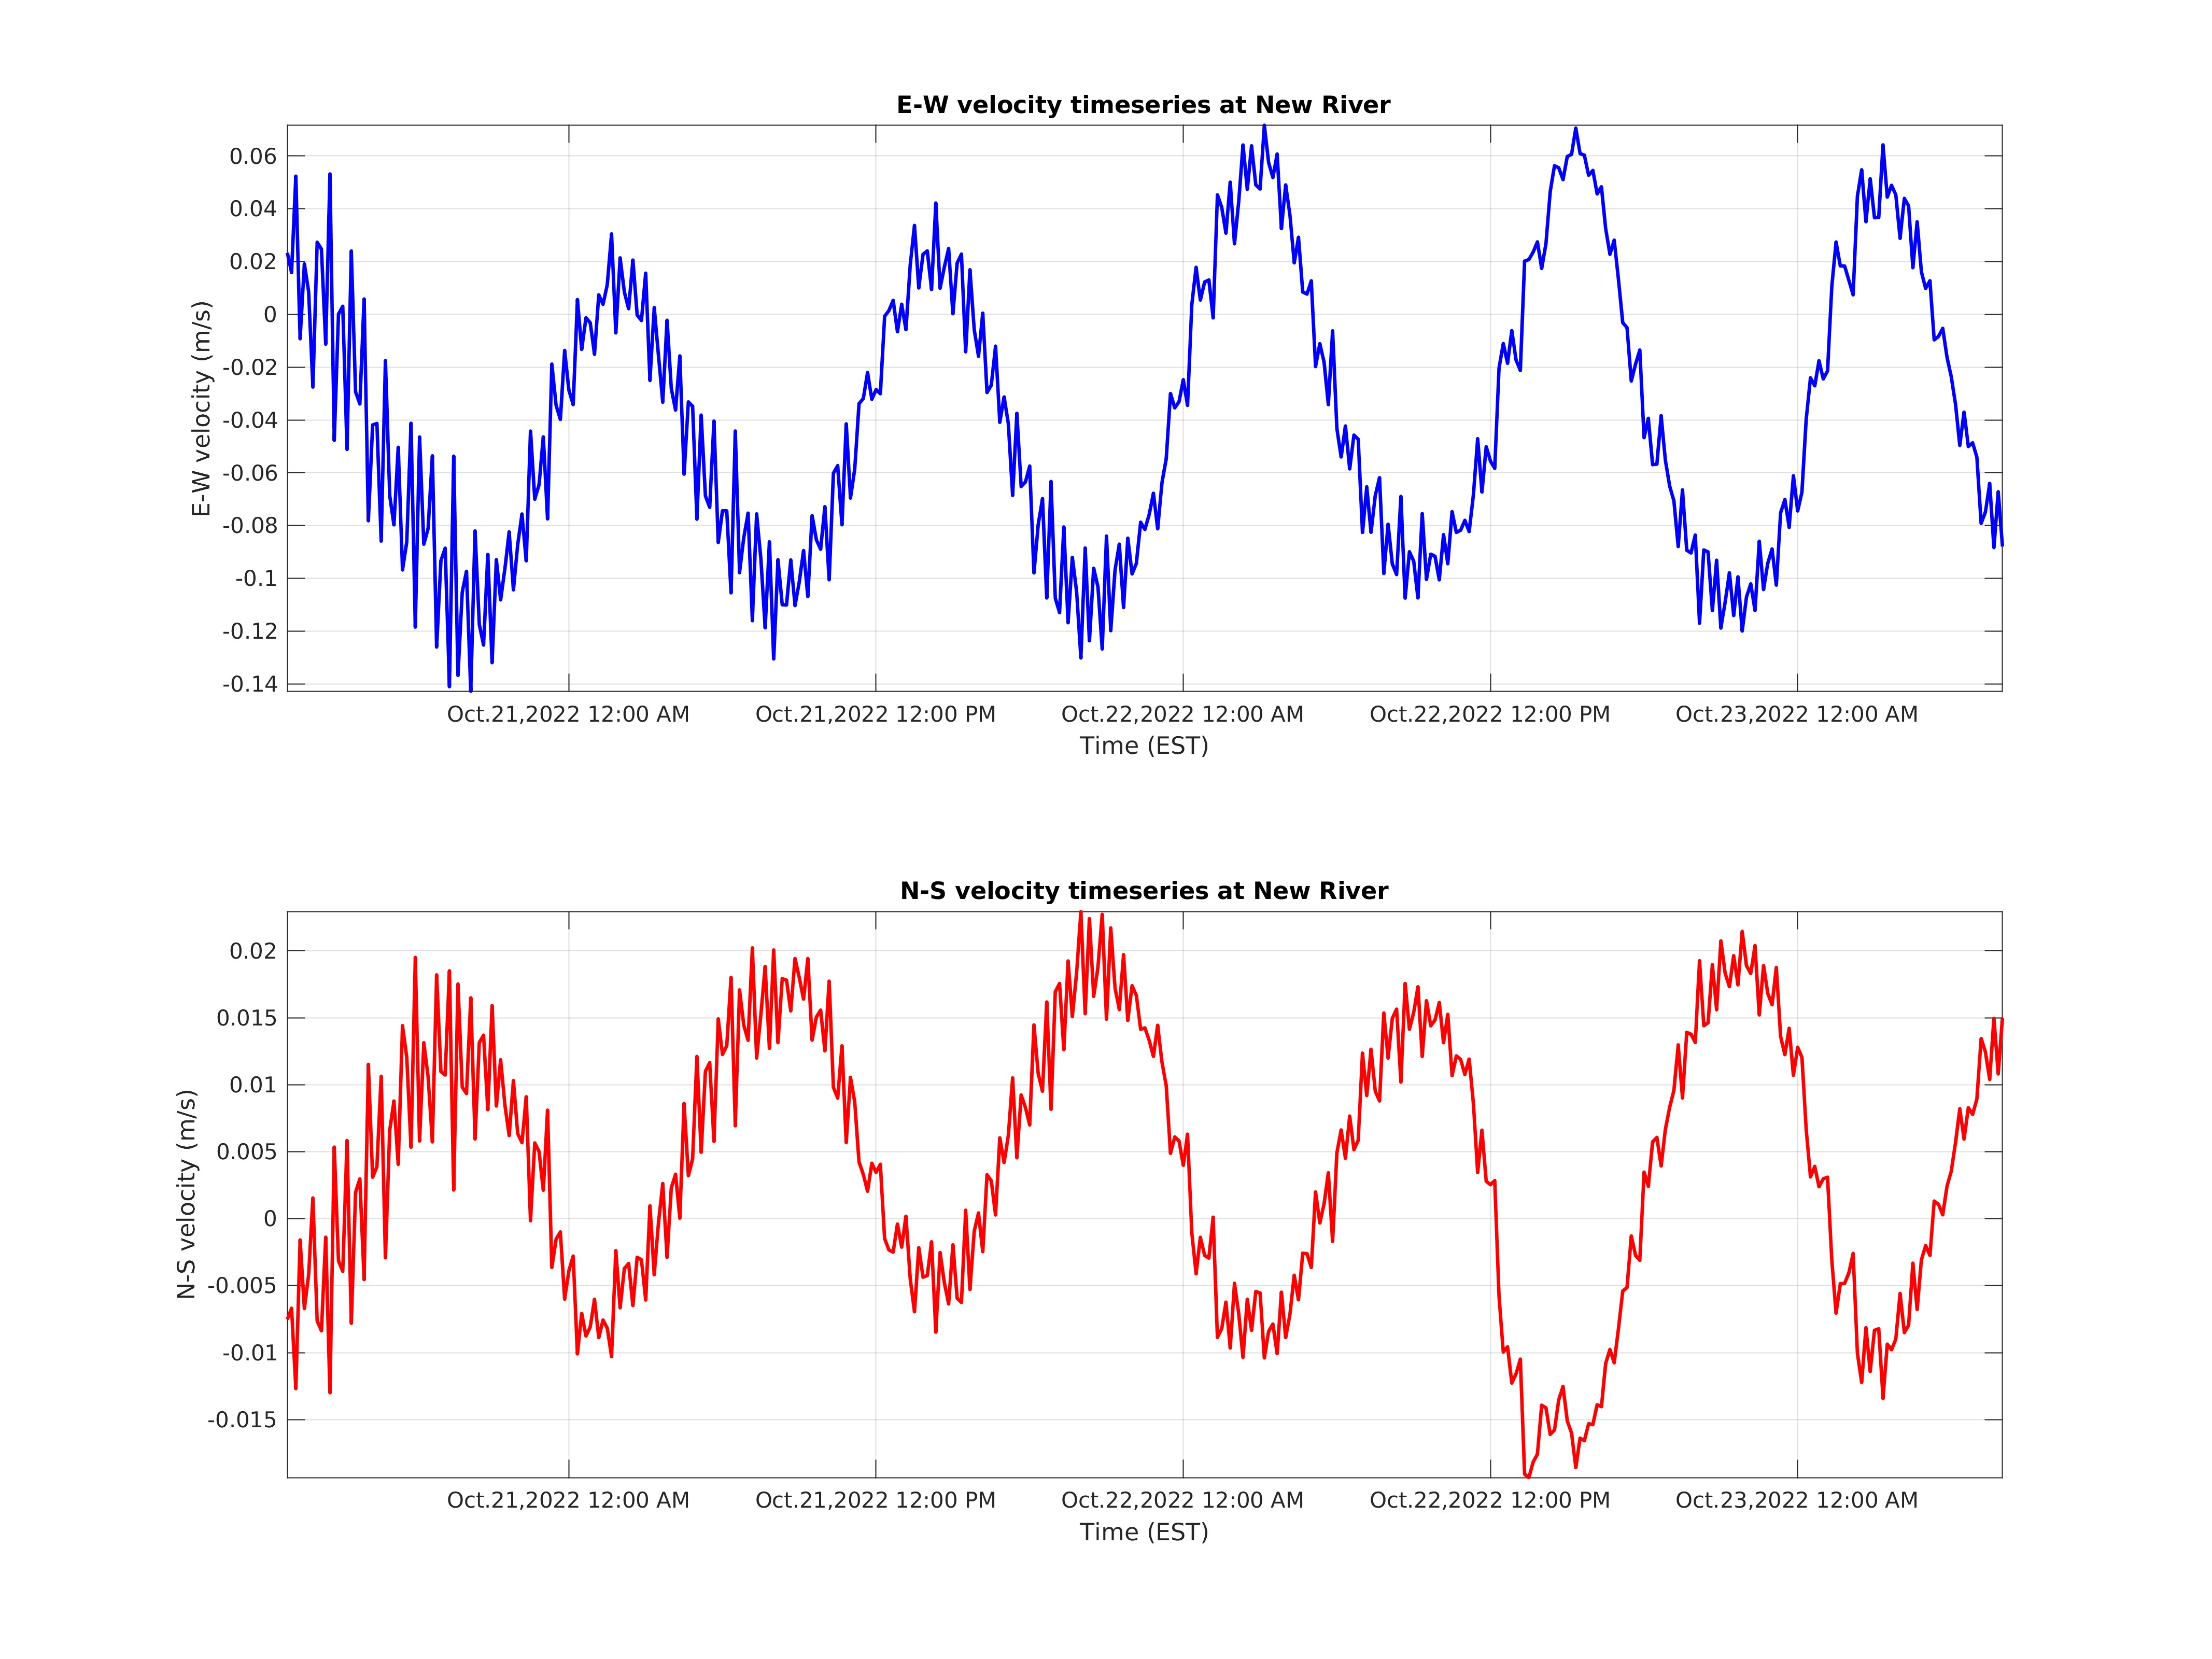 E-W velocity timeseries at New River
E-W velocity (m/s)
0.06
0.04
0.02
0
-0.02
-0.04
-0.06
-0.08
-0.1
-0.12
-0.14
Oct.21,2022 12:00 AM Oct.21,2022 12:00 PM Oct.22,2022 12:00 AM Oct.22,2022 12:00 PM Oct.23,2022 12:00 AM
Time (EST)
N-S velocity timeseries at New River
N-S velocity (m/s)
0.02
0.015
0.01
0.005
0
-0.005
-0.01
-0.015
Oct.21,2022 12:00 AM Oct.21,2022 12:00 PM Oct.22,2022 12:00 AM Oct.22,2022 12:00 PM Oct.23,2022 12:00 AM
Time (EST)